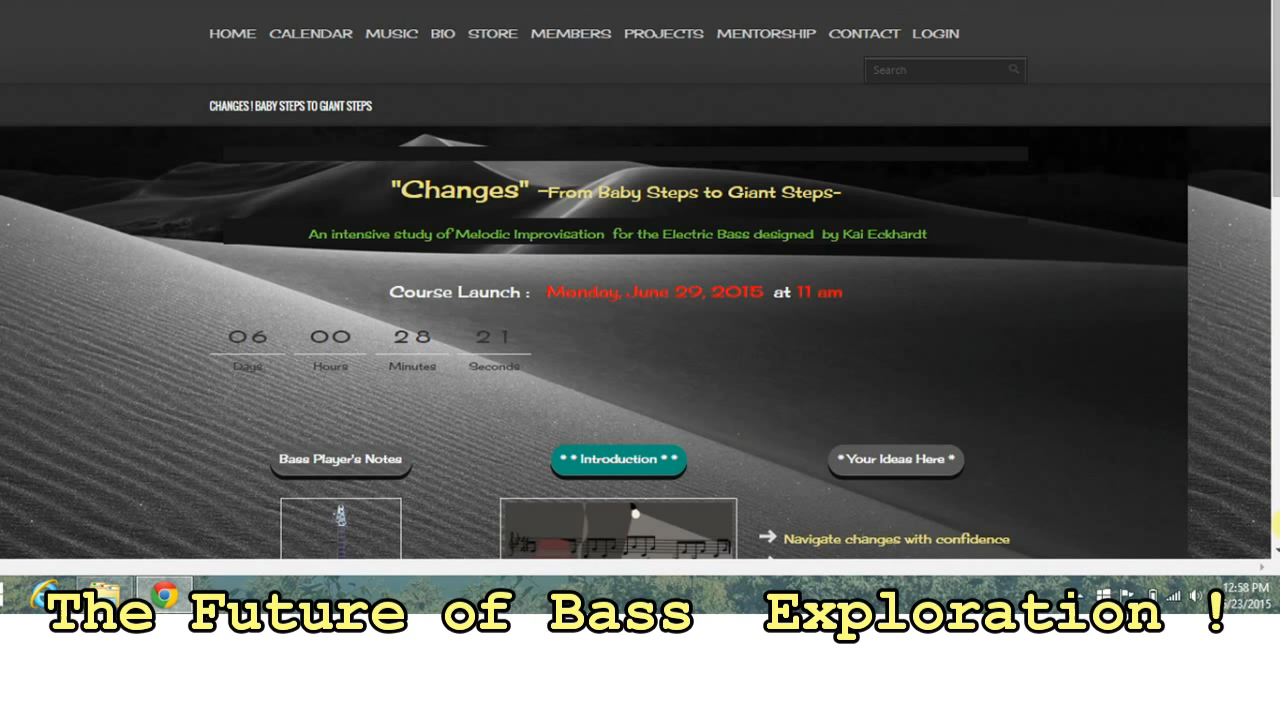 HOME CALENDAR MUSIC BIO STORE MEMBERS PROJECTS MENTORSHIP CONTACT LOGIN
Search
CHANGES ! BABY STEPS TO GIANT STEPS
"Changes" -From Baby Steps to Giant Steps-
An intensive study of Melodic Improvisation for the Electric Bass designed by Kai Eckhardt
Course Launch : Monday, June 29, 2015 at 11 am
06 00 28 21
Days Hours Minutes Seconds
Bass Player's Notes * * Introduction * * * Your Ideas Here *
Navigate changes with confidence
12:58 PM
/23/2015
The Future of Bass Exploration !